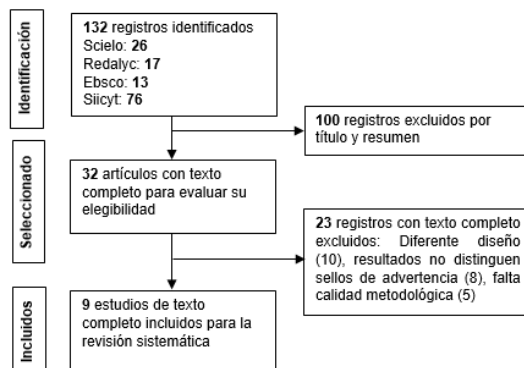 Identificación
132 registros identificados
Scielo: 26
Redalyc: 17
Ebsco: 13
Siicyt: 76
100 registros excluidos por
título y resumen
Seleccionado
32 artículos con texto
completo para evaluar su
elegibilidad
23 registros con texto completo
excluidos: Diferente diseño
(10), resultados no distinguen
sellos de advertencia (8), falta
calidad metodológica (5)
Incluidos
9 estudios de texto
completo incluidos para la
revisión sistemática